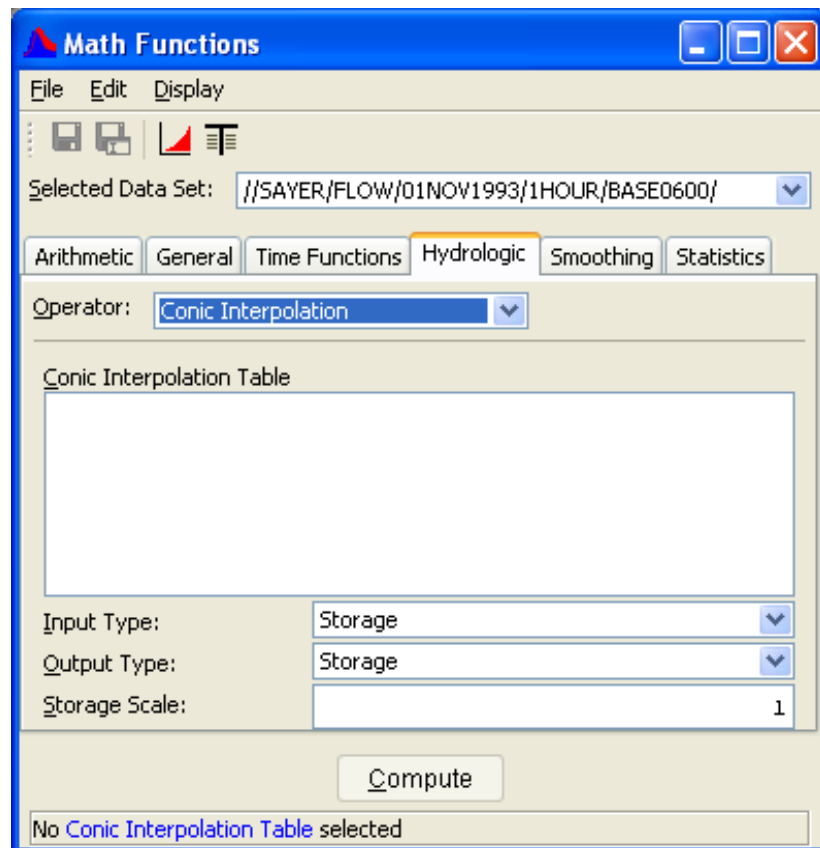 Math Functions
File Edit Display
Selected Data Set: //SAYER/FLOW/01NOV1993/1HOUR/BASE0600/
Arithmetic General Time Functions Hydrologic Smoothing Statistics
Operator: Conic Interpolation
Conic Interpolation Table
Input Type: Storage
Output Type: Storage
Storage Scale: 1
Compute
No Conic Interpolation Table selected